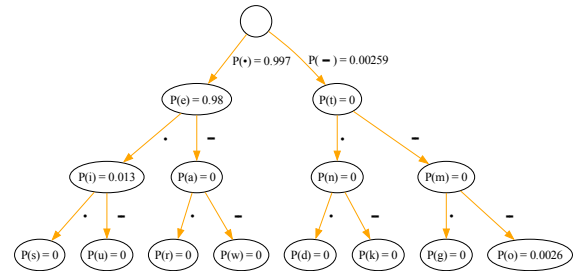 P(•) = 0.997 P( ━ ) = 0.00259
P(e) = 0.98 P(t) = 0
• ━ • ━
P(i) = 0.013 P(a) = 0 P(n) = 0 P(m) = 0
• ━ • ━ • ━ • ━
P(s) = 0 P(u) = 0 P(r) = 0 P(w) = 0 P(d) = 0 P(k) = 0 P(g) = 0 P(o) = 0.0026